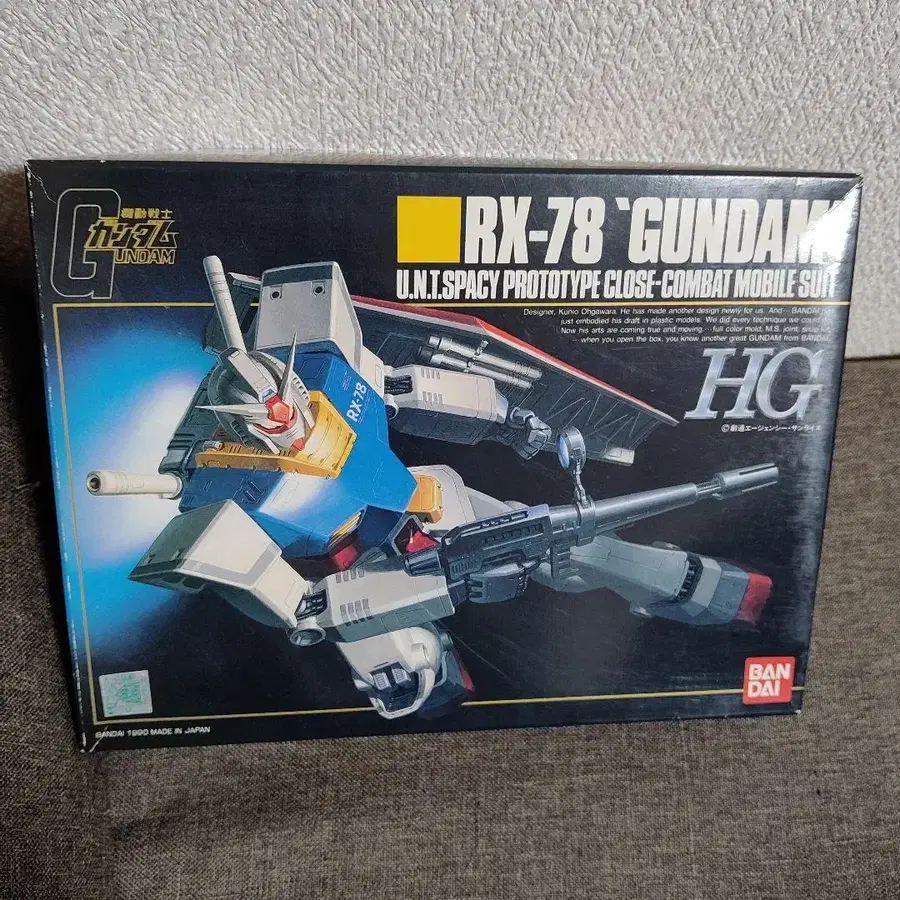 機動戦士
ガンダム
GUNDAM
RX-78 `GUNDAM'
U.N.T.SPACY PROTOTYPE CLOSE-COMBAT MOBILE SUIT
Designer, Kunio Ohgawara. He has made another design newly for us. And…BANDAI
just embodied his draft in plastic models. We did every technique we could
Now his arts are coming true and moving.…full color mold, M.S. joint, snap
when you open the box, you know another great GUNDAM from BANDAI.
HG
©創通エージェンシー・サンライズ
RX-78
BAN
DAI
BANDAI 1990 MADE IN JAPAN